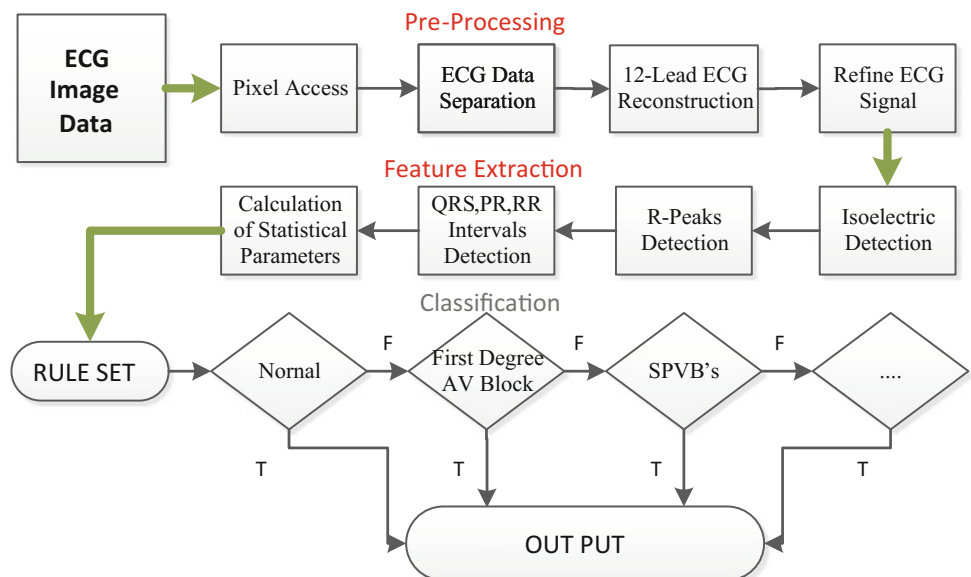 Pre-Processing
ECG
Image
Data
Pixel Access
ECG Data
Separation
12-Lead ECG
Reconstruction
Refine ECG
Signal
Feature Extraction
Calculation
of Statistical
Parameters
QRS,PR,RR
Intervals
Detection
R-Peaks
Detection
Isoelectric
Detection
Classification
RULE SET
Nornal
F
First Degree
AV Block
F
SPVB's
F
....
T
T
T
T
OUT PUT